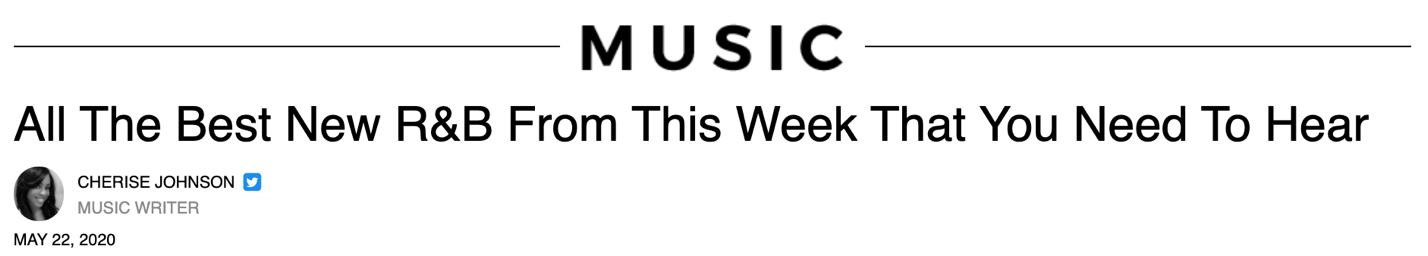 MUSIC
All The Best New R&B From This Week That You Need To Hear
CHERISE JOHNSON
MUSIC WRITER
MAY 22, 2020